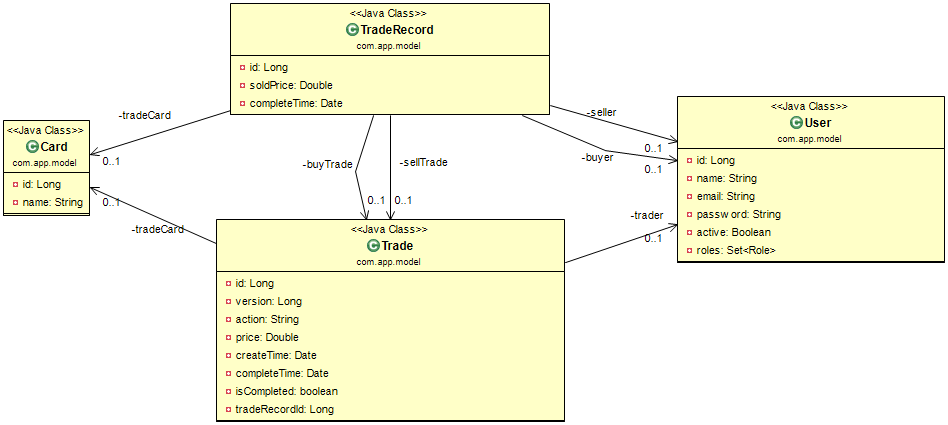 <<Java Class>>
C TradeRecord
com.app.model
id: Long
soldPrice: Double
completeTime: Date
-tradeCard
0..1
<<Java Class>>
C Card
com.app.model
id: Long
name: String
-seller
0..1
-buyer
0..1
<<Java Class>>
C User
com.app.model
id: Long
name: String
email: String
password: String
active: Boolean
roles: Set<Role>
-buyTrade
0..1
-sellTrade
0..1
-tradeCard
0..1
-trader
0..1
<<Java Class>>
C Trade
com.app.model
id: Long
version: Long
action: String
price: Double
createTime: Date
completeTime: Date
isCompleted: boolean
tradeRecordId: Long